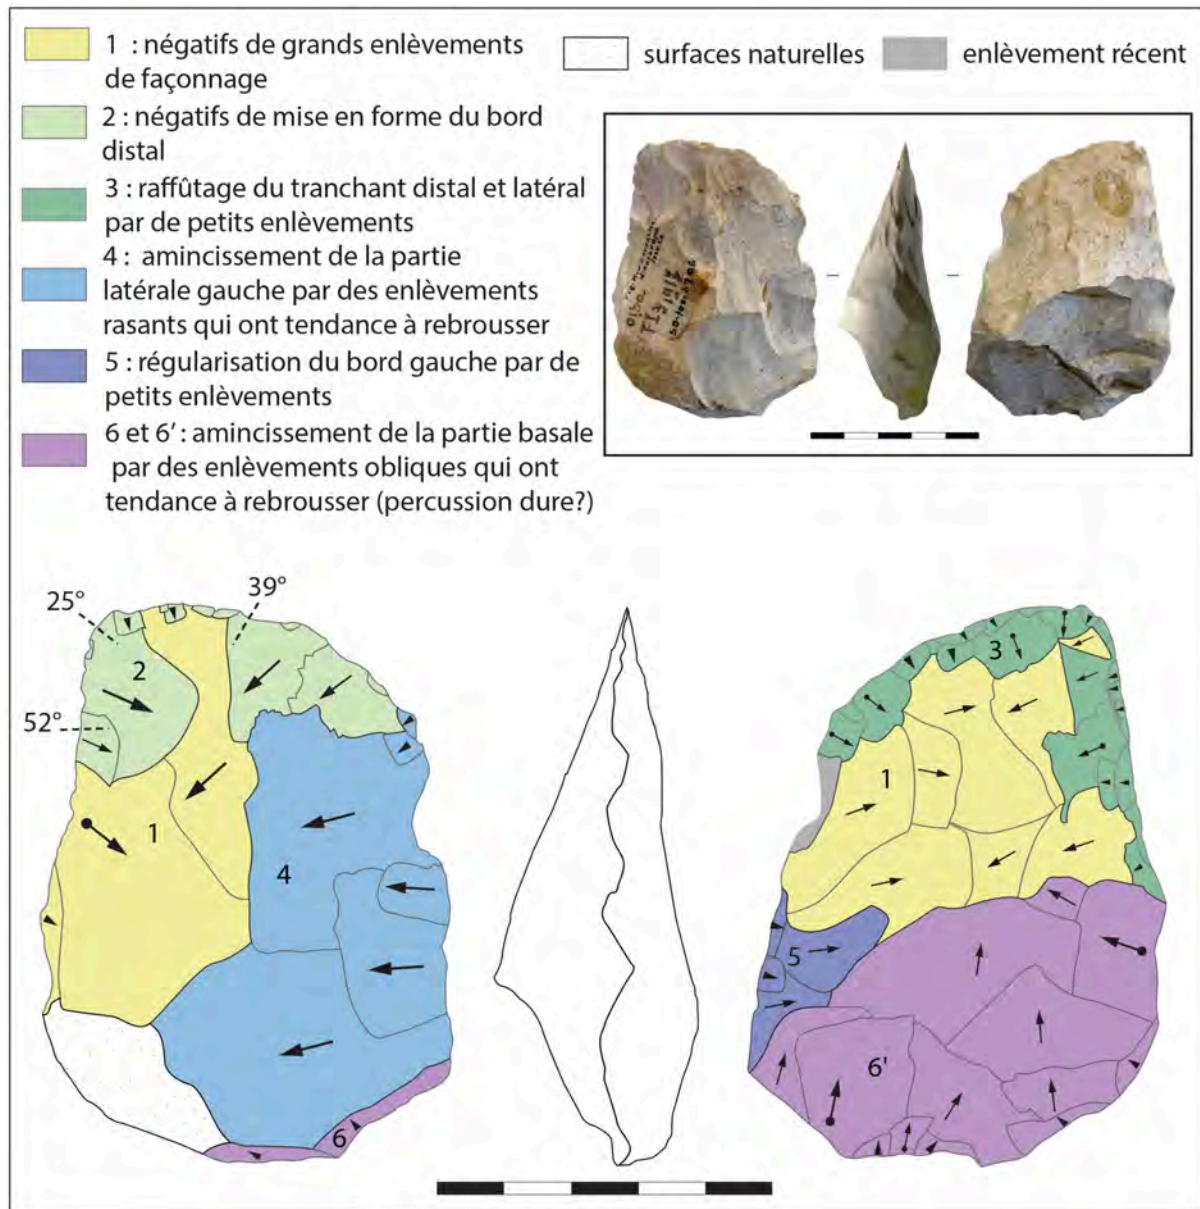 1 : négatifs de grands enlèvements
de façonnage
surfaces naturelles
enlèvement récent
2 : négatifs de mise en forme du bord
distal
3 : raffûtage du tranchant distal et latéral
par de petits enlèvements
4 : amincissement de la partie
latérale gauche par des enlèvements
rasants qui ont tendance à rebrousser
5 : régularisation du bord gauche par de
petits enlèvements
6 et 6' : amincissement de la partie basale
par des enlèvements obliques qui ont
tendance à rebrousser (percussion dure?)
25°
39°
52°
2
1
4
6
3
1
5
6'